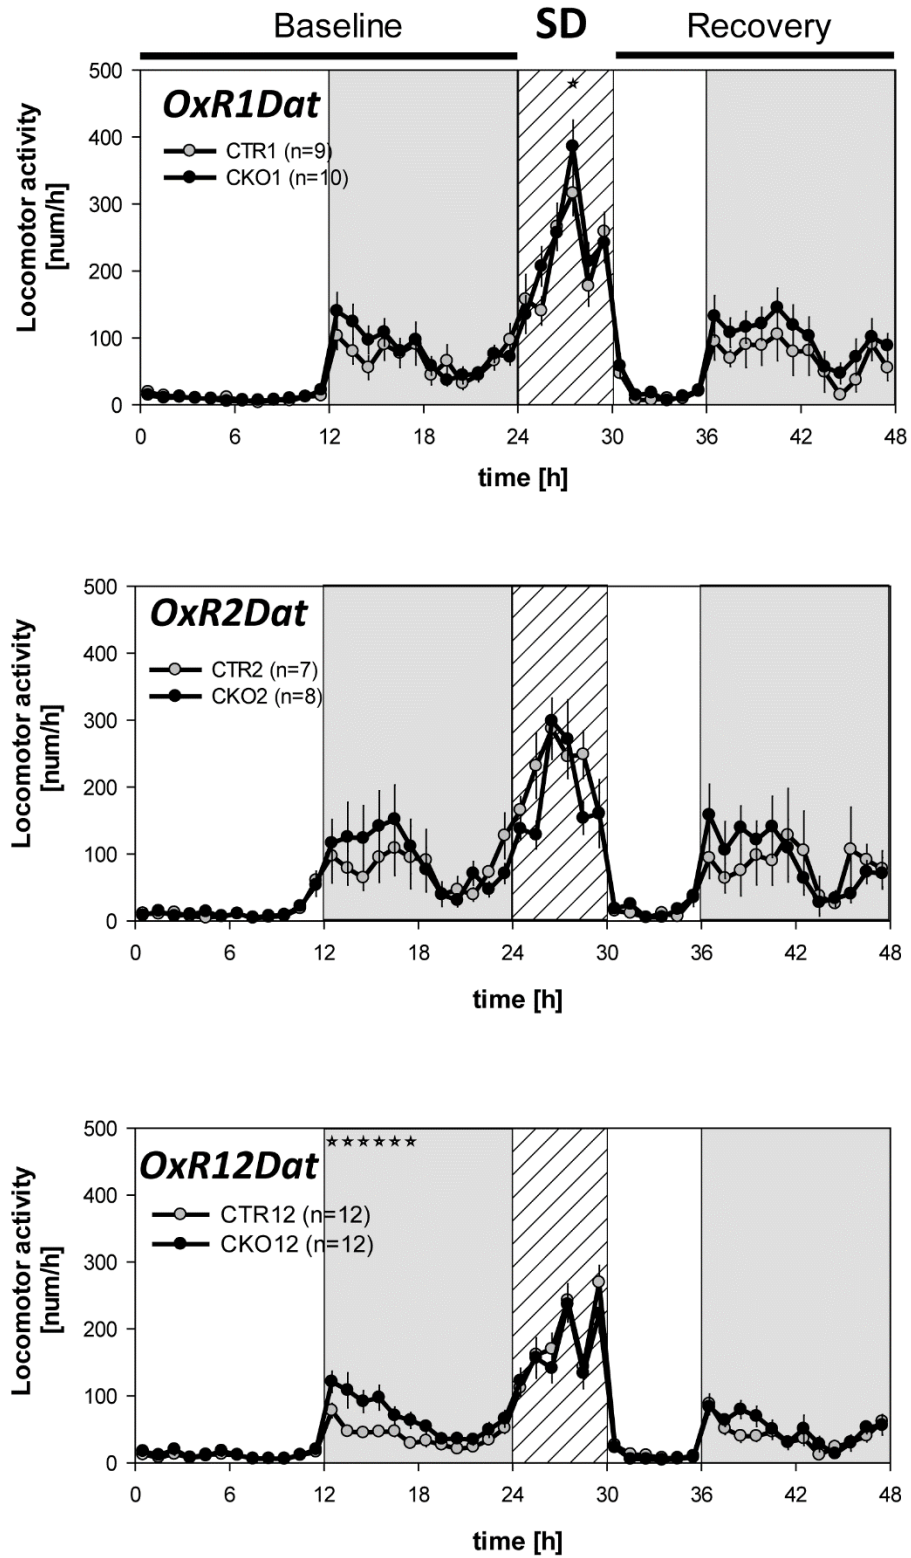 Baseline SD Recovery
500
OxR1Dat
400
CTR1 (n=9)
CKO1 (n=10)
300
200
100
0
Locomotor activity
[num/h]
0 6 12 18 24 30 36 42 48
time [h]
500
OxR2Dat
400
CTR2 (n=7)
CKO2 (n=8)
300
200
100
0
Locomotor activity
[num/h]
0 6 12 18 24 30 36 42 48
time [h]
500
OxR12Dat
400
CTR12 (n=12)
CKO12 (n=12)
300
200
100
0
Locomotor activity
[num/h]
0 6 12 18 24 30 36 42 48
time [h]